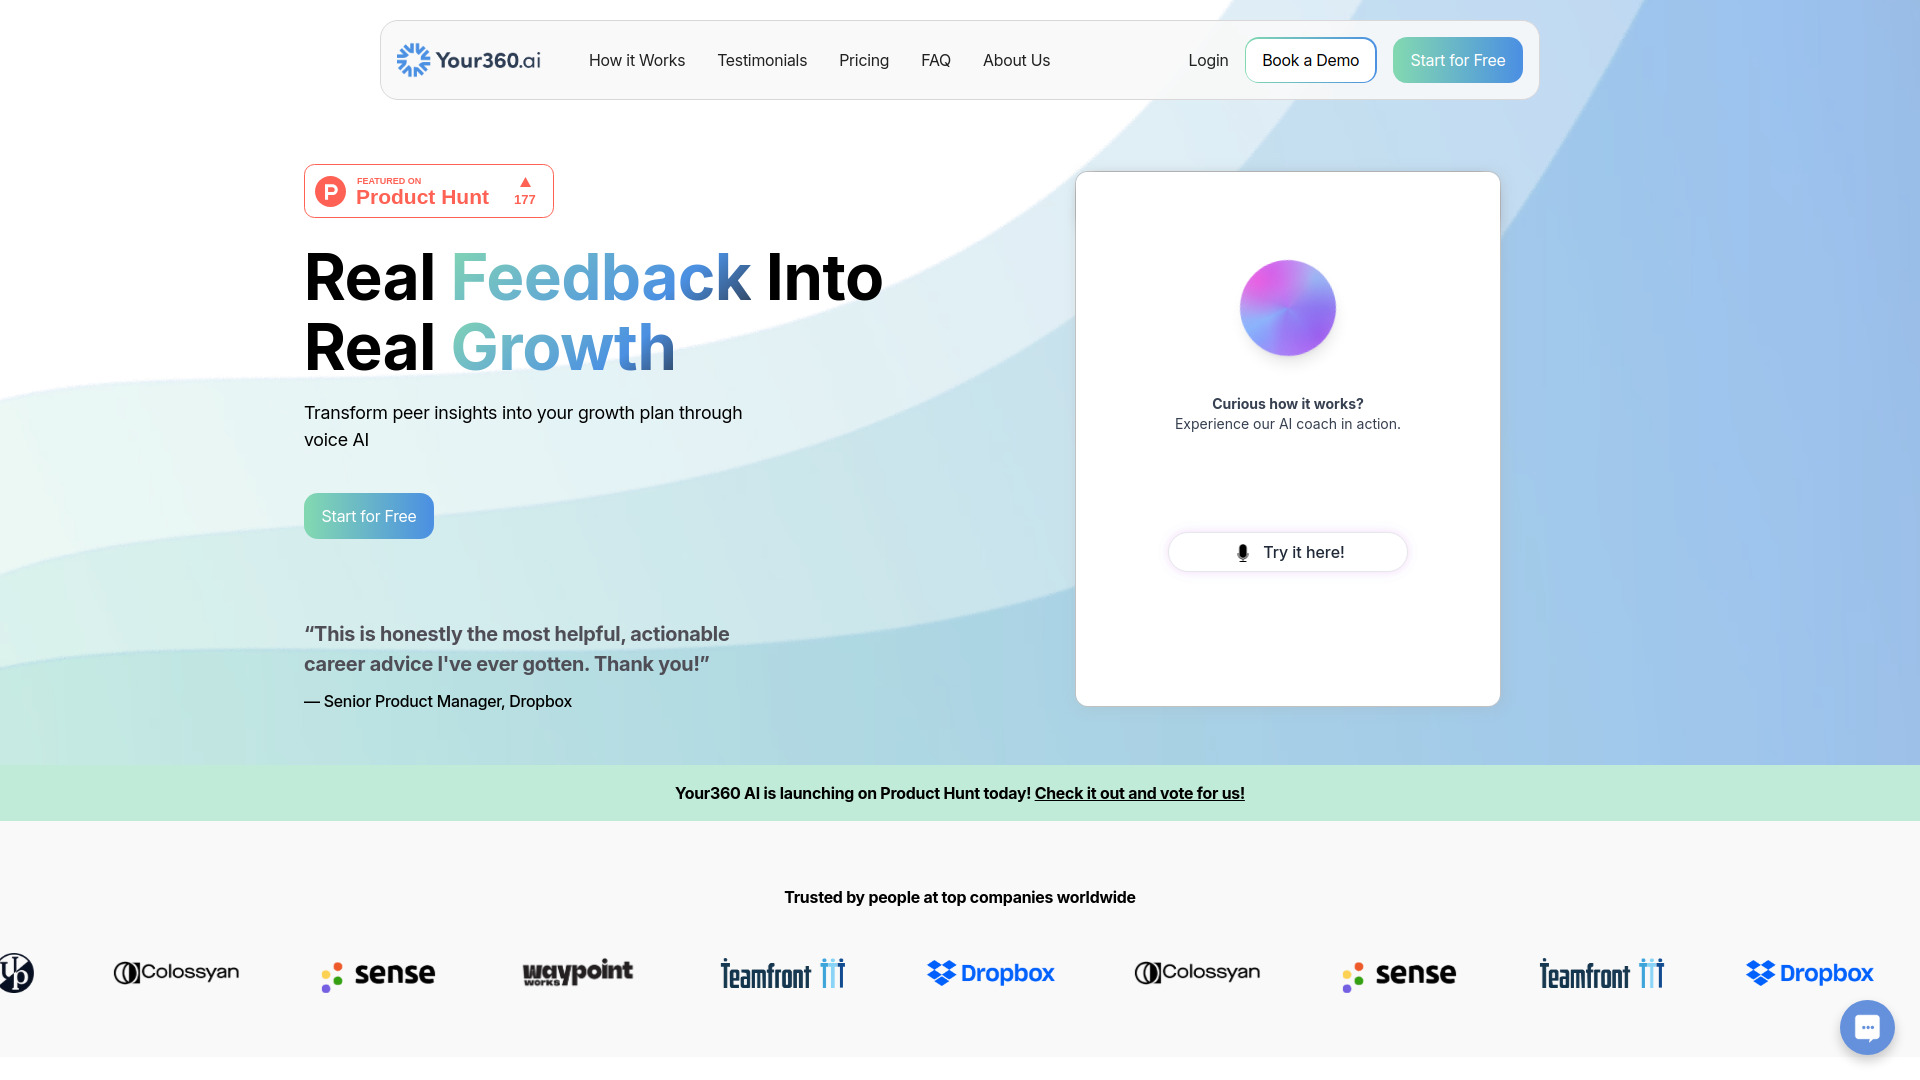 Your360.ai
How it Works
Testimonials
Pricing
FAQ
About Us
Login
Book a Demo
Start for Free
P
FEATURED ON
Product Hunt
177
Real Feedback Into
Real Growth
Transform peer insights into your growth plan through
voice AI
Start for Free
“This is honestly the most helpful, actionable
career advice I've ever gotten. Thank you!”
— Senior Product Manager, Dropbox
Curious how it works?
Experience our AI coach in action.
Try it here!
Your360 AI is launching on Product Hunt today! Check it out and vote for us!
Trusted by people at top companies worldwide
Up
Colossyan
sense
waypoint
WORKS
Teamfront
Dropbox
Colossyan
sense
Teamfront
Dropbox